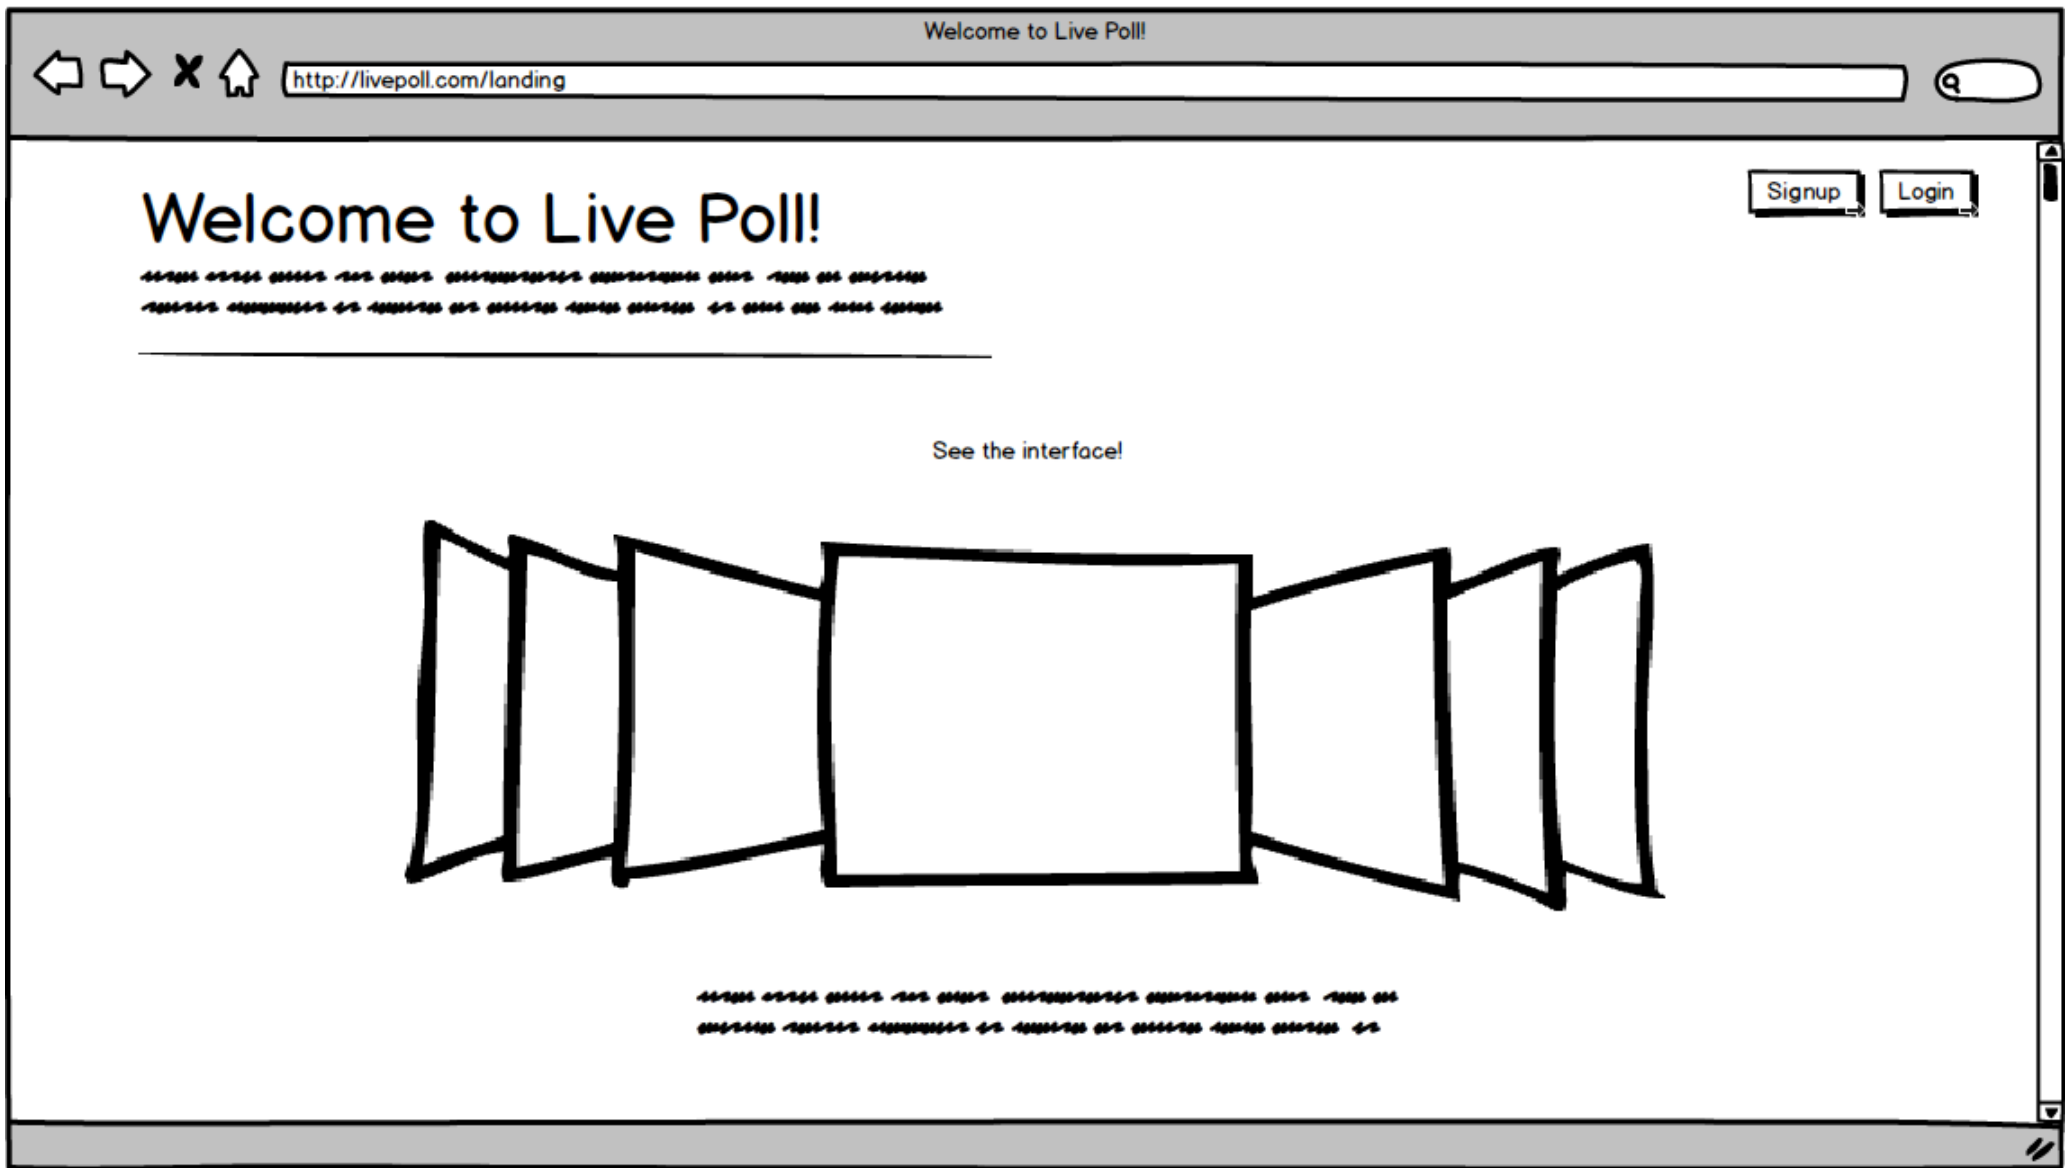 Welcome to Live Poll!
http://livepoll.com/landing
Signup Login
Welcome to Live Poll!
See the interface!